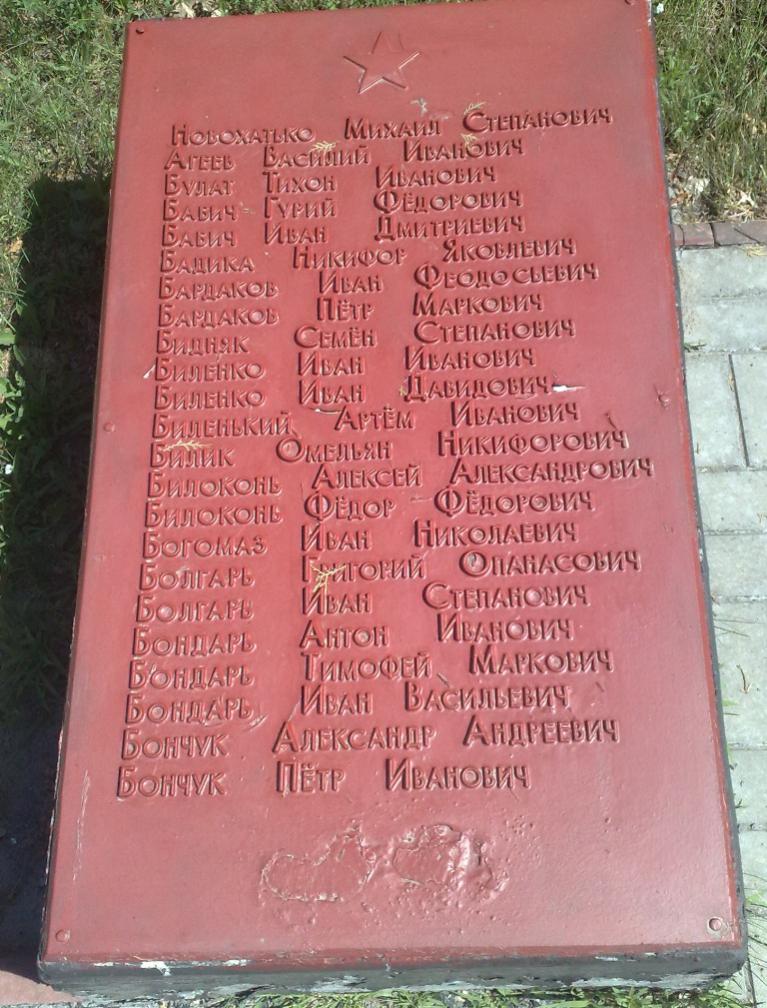 Новохатько Михаил Степанович
Агеев Василий Иванович
Булат Тихон Иванович
Бабич Гурий Фёдорович
Бабич Иван Дмитриевич
Бадика Никифор Яковлевич
Бардаков Иван Феодосьевич
Бардаков Пётр Маркович
Бидняк Семён Степанович
Биленко Иван Иванович
Биленко Иван Давидович
Биленький Артём Иванович
Билик Омельян Никифорович
Билоконь Алексей Александрович
Билоконь Фёдор Фёдорович
Богомаз Иван Николаевич
Болгарь Григорий Опанасович
Болгарь Иван Степанович
Бондарь Антон Иванович
Бондарь Тимофей Маркович
Бондарь Иван Васильевич
Бончук Александр Андреевич
Бончук Пётр Иванович